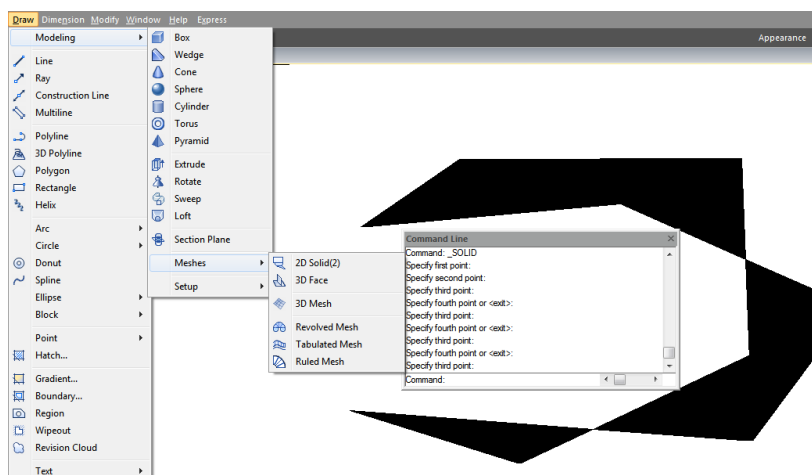 Draw Dimension Modify Window Help Express
Appearance
Modeling
Line
Ray
Construction Line
Multiline
Polyline
3D Polyline
Polygon
Rectangle
Helix
Arc
Circle
Donut
Spline
Ellipse
Block
Point
Hatch...
Gradient...
Boundary...
Region
Wipeout
Revision Cloud
Text
Box
Wedge
Cone
Sphere
Cylinder
Torus
Pyramid
Extrude
Rotate
Sweep
Loft
Section Plane
Meshes
Setup
2D Solid(2)
3D Face
3D Mesh
Revolved Mesh
Tabulated Mesh
Ruled Mesh
Command Line
Command: _SOLID
Specify first point:
Specify second point:
Specify third point:
Specify fourth point or <exit>:
Specify third point:
Specify fourth point or <exit>:
Specify third point:
Specify fourth point or <exit>:
Specify third point:
Command: